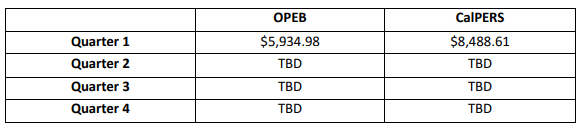 OPEB CalPERS
Quarter 1 $5,934.98 $8,488.61
Quarter 2 TBD TBD
Quarter 3 TBD TBD
Quarter 4 TBD TBD